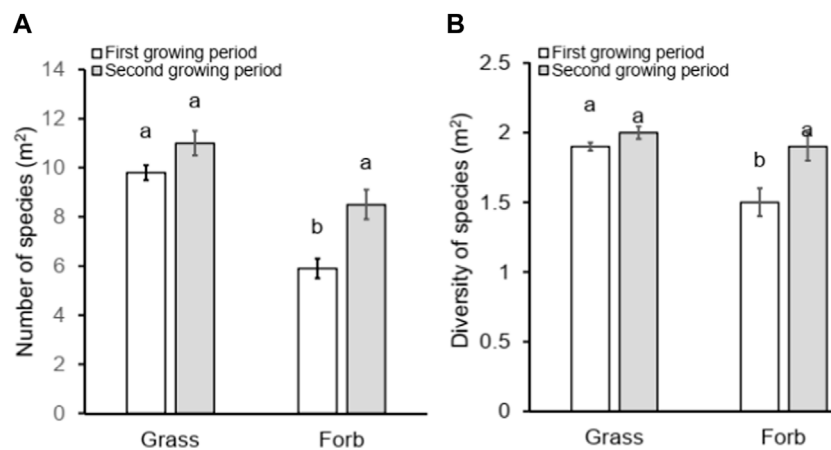 A
First growing period
Second growing period
Number of species (m²)
14
12
10
8
6
4
2
0
a
a
b
a
Grass
Forb
B
First growing period
Second growing period
Diversity of species (m²)
2.5
2
1.5
1
0.5
0
a
a
b
a
Grass
Forb